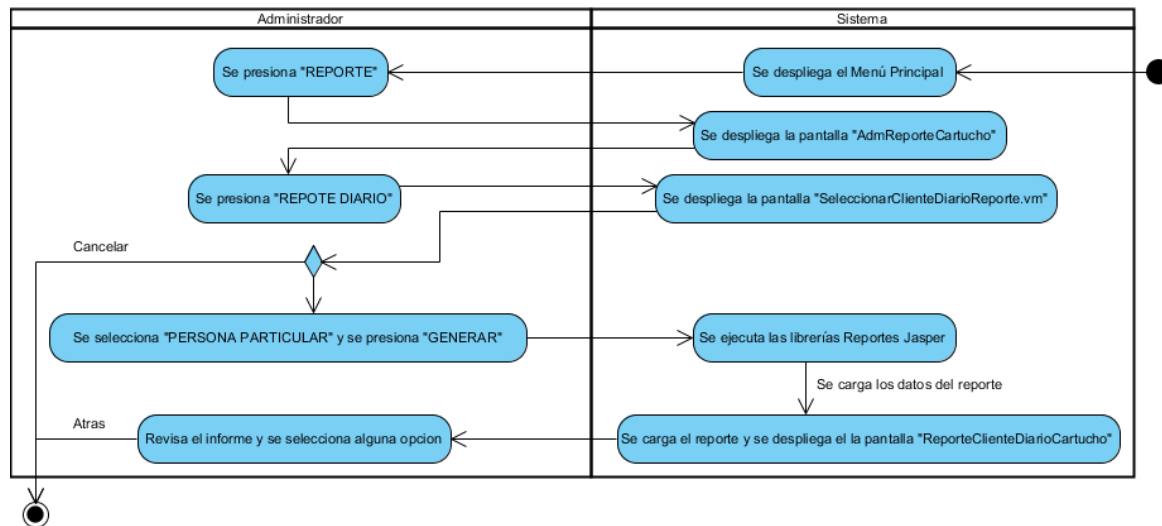 Administrador
Sistema
Se presiona "REPORTE"
Se despliega el Menú Principal
Se despliega la pantalla "AdmReporteCartucho"
Se presiona "REPOTE DIARIO"
Se despliega la pantalla "SeleccionarClienteDiarioReporte.vm"
Cancelar
Se selecciona "PERSONA PARTICULAR" y se presiona "GENERAR"
Se ejecuta las librerías Reportes Jasper
Se carga los datos del reporte
Atras
Revisa el informe y se selecciona alguna opcion
Se carga el reporte y se despliega el la pantalla "ReporteClienteDiarioCartucho"